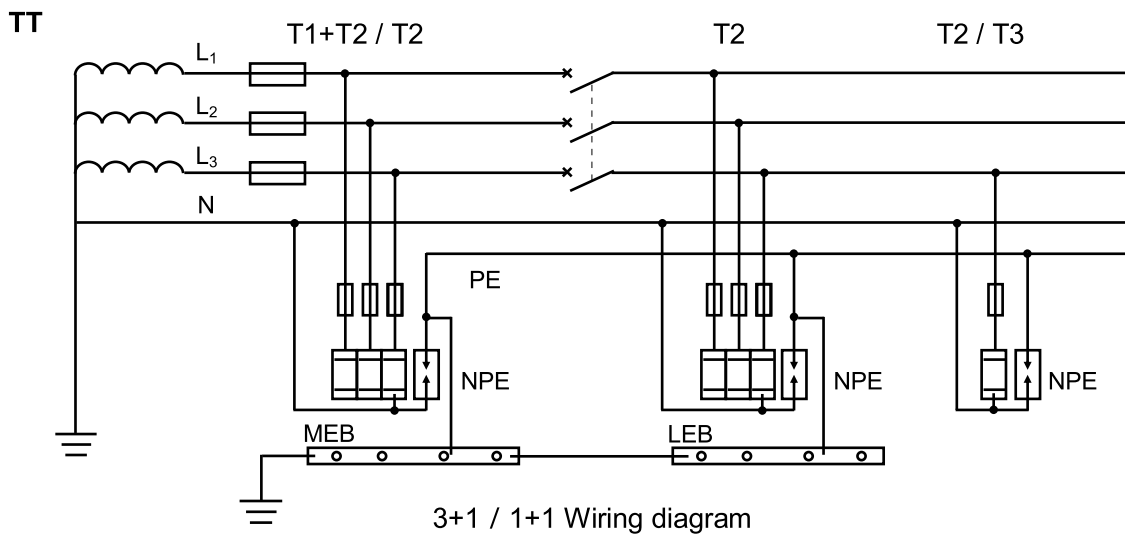 TT
T1+T2 / T2
T2
T2 / T3
L1
L2
L3
N
PE
NPE
NPE
NPE
MEB
LEB
3+1 / 1+1 Wiring diagram